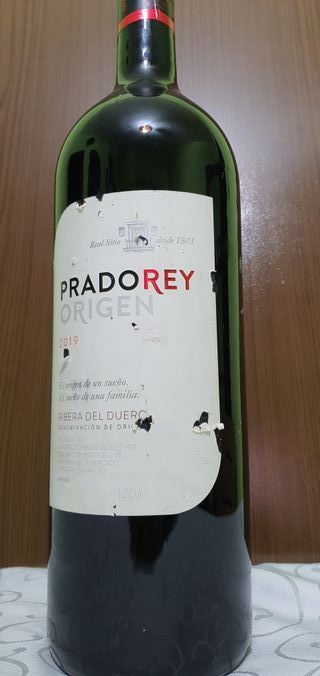 Real Sitio desde 1503
PRADOREY
ORIGEN
2019
El origen de un sueño.
El sueño de una familia.
RIBERA DEL DUERO
DENOMINACIÓN DE ORIGEN
14%Vol